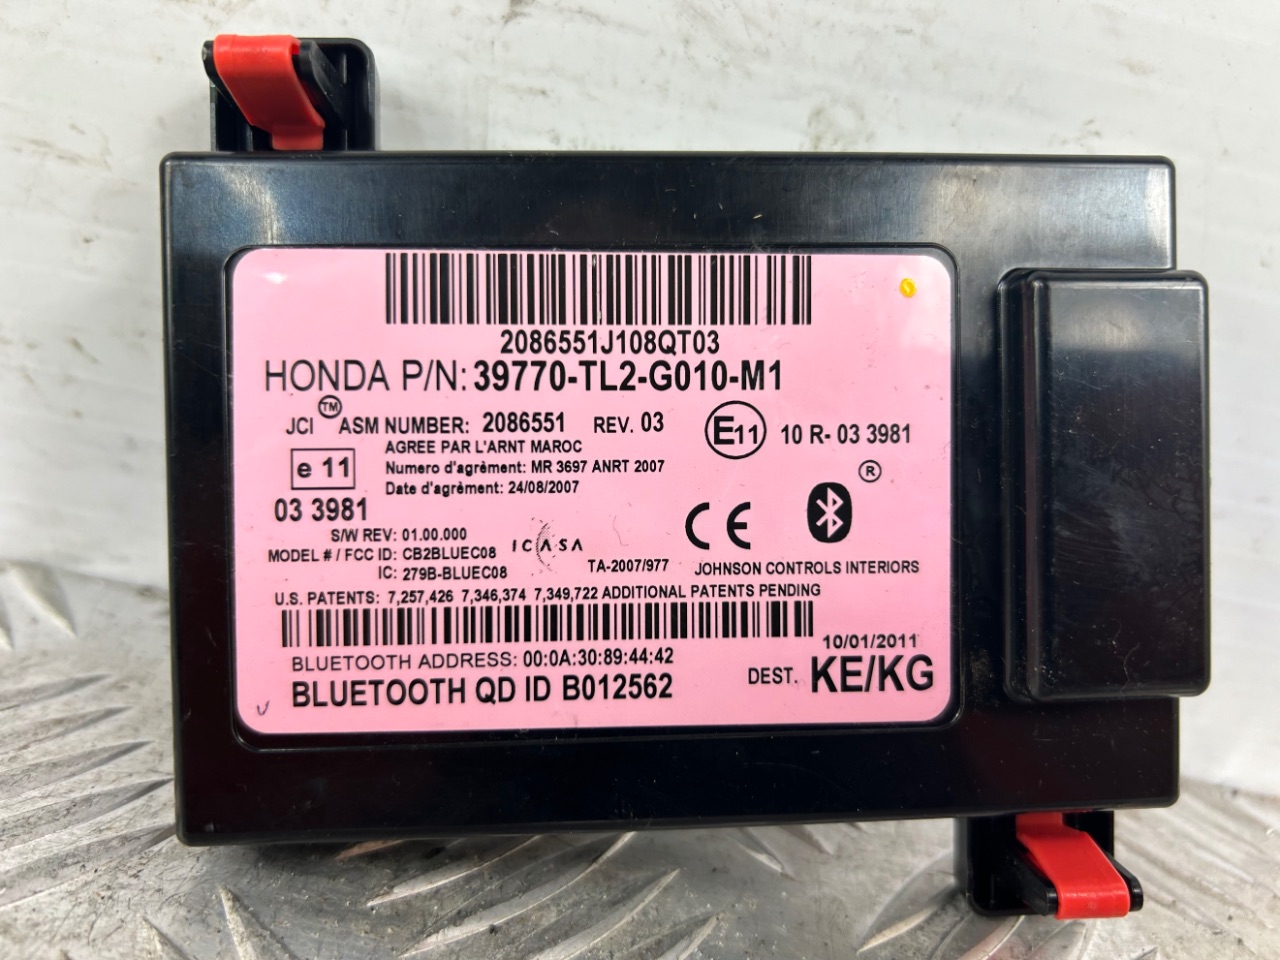 2086551J108QT03
HONDA P/N: 39770-TL2-G010-M1
JCI™ ASM NUMBER: 2086551 REV. 03
AGREE PAR L'ARNT MAROC
Numero d'agrèment: MR 3697 ANRT 2007
Date d'agrèment: 24/08/2007
E11 10 R- 03 3981
e 11
03 3981
®
CE
S/W REV: 01.00.000
MODEL # / FCC ID: CB2BLUEC08
IC: 279B-BLUEC08
ICASA
TA-2007/977
JOHNSON CONTROLS INTERIORS
U.S. PATENTS: 7,257,426 7,346,374 7,349,722 ADDITIONAL PATENTS PENDING
10/01/2011
BLUETOOTH ADDRESS: 00:0A:30:89:44:42
BLUETOOTH QD ID B012562
DEST. KE/KG